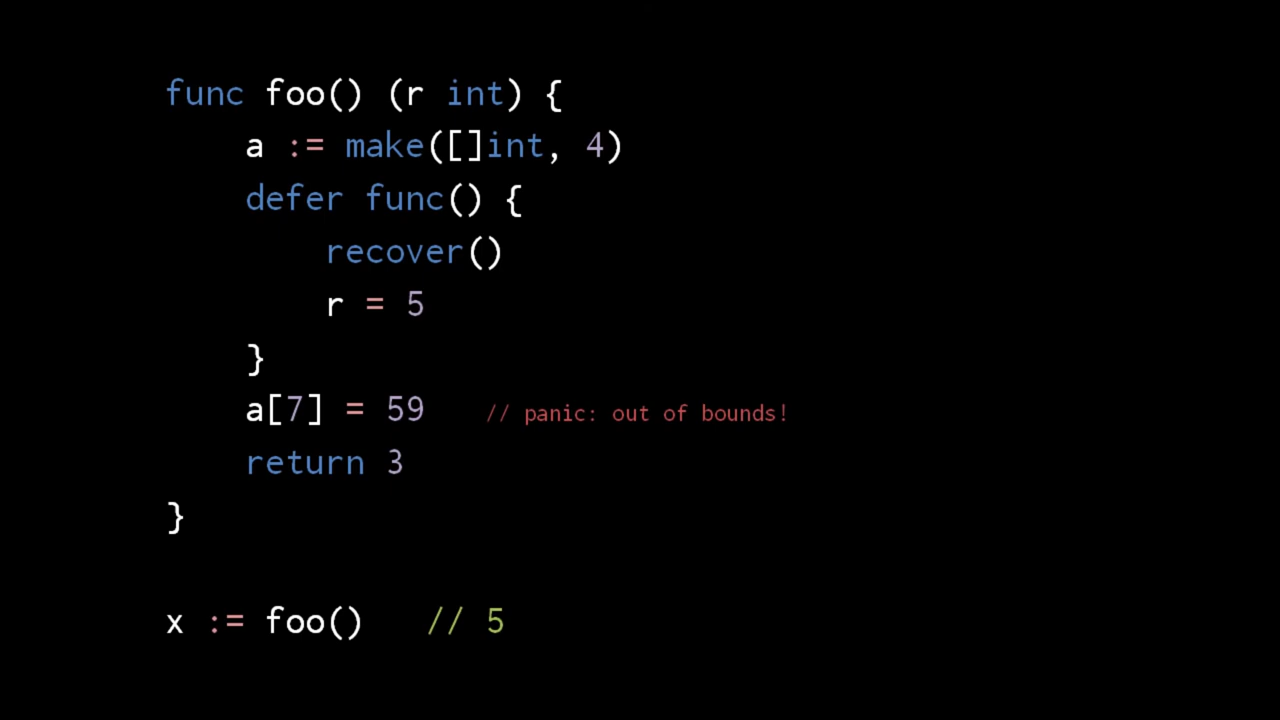 func foo() (r int) {
    a := make([]int, 4)
    defer func() {
        recover()
        r = 5
    }
    a[7] = 59   // panic: out of bounds!
    return 3
}
x := foo()   // 5